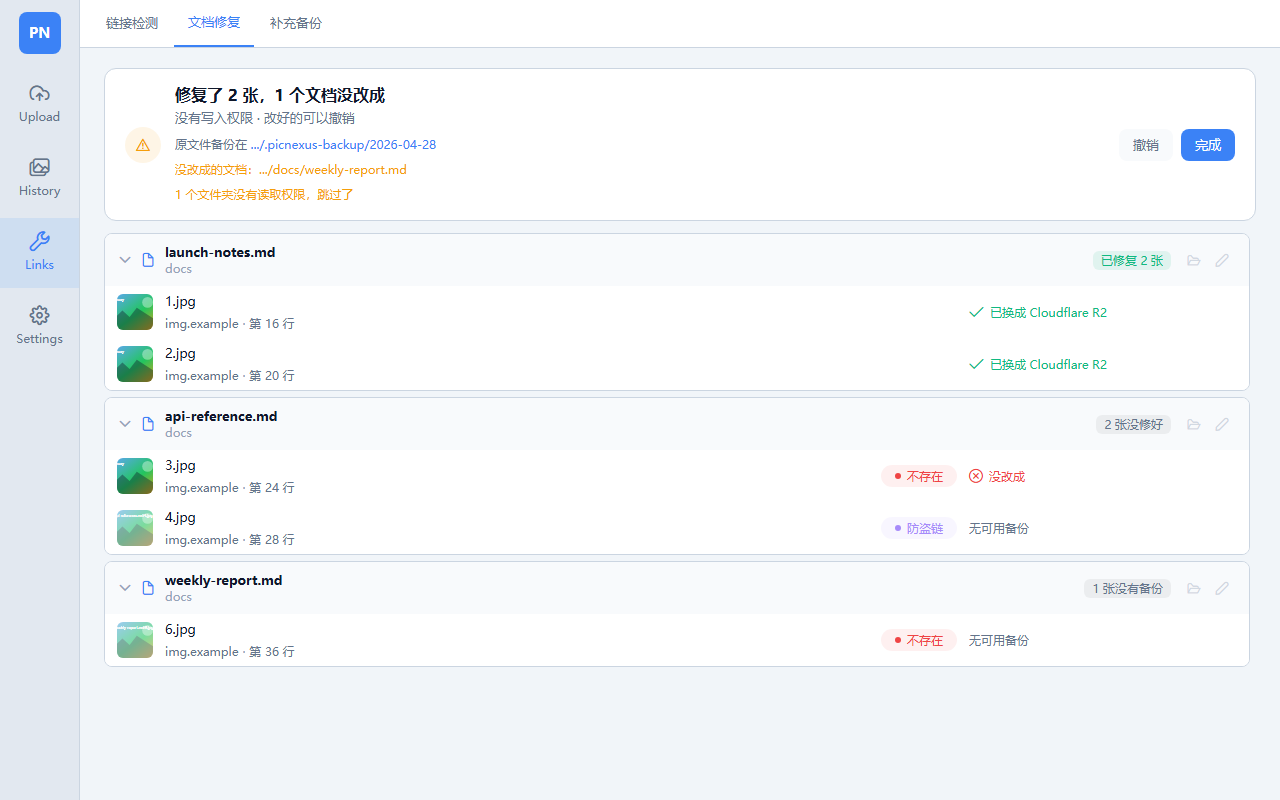 PN
Upload
History
Links
Settings
链接检测
文档修复
补充备份
修复了 2 张，1 个文档没改成
没有写入权限 · 改好的可以撤销
原文件备份在 .../.picnexus-backup/2026-04-28
没改成的文档：.../docs/weekly-report.md
1 个文件夹没有读取权限，跳过了
撤销
完成
launch-notes.md
docs
已修复 2 张
1.jpg
img.example · 第 16 行
已换成 Cloudflare R2
2.jpg
img.example · 第 20 行
已换成 Cloudflare R2
api-reference.md
docs
2 张没修好
3.jpg
img.example · 第 24 行
不存在
没改成
4.jpg
img.example · 第 28 行
防盗链
无可用备份
weekly-report.md
docs
1 张没有备份
6.jpg
img.example · 第 36 行
不存在
无可用备份